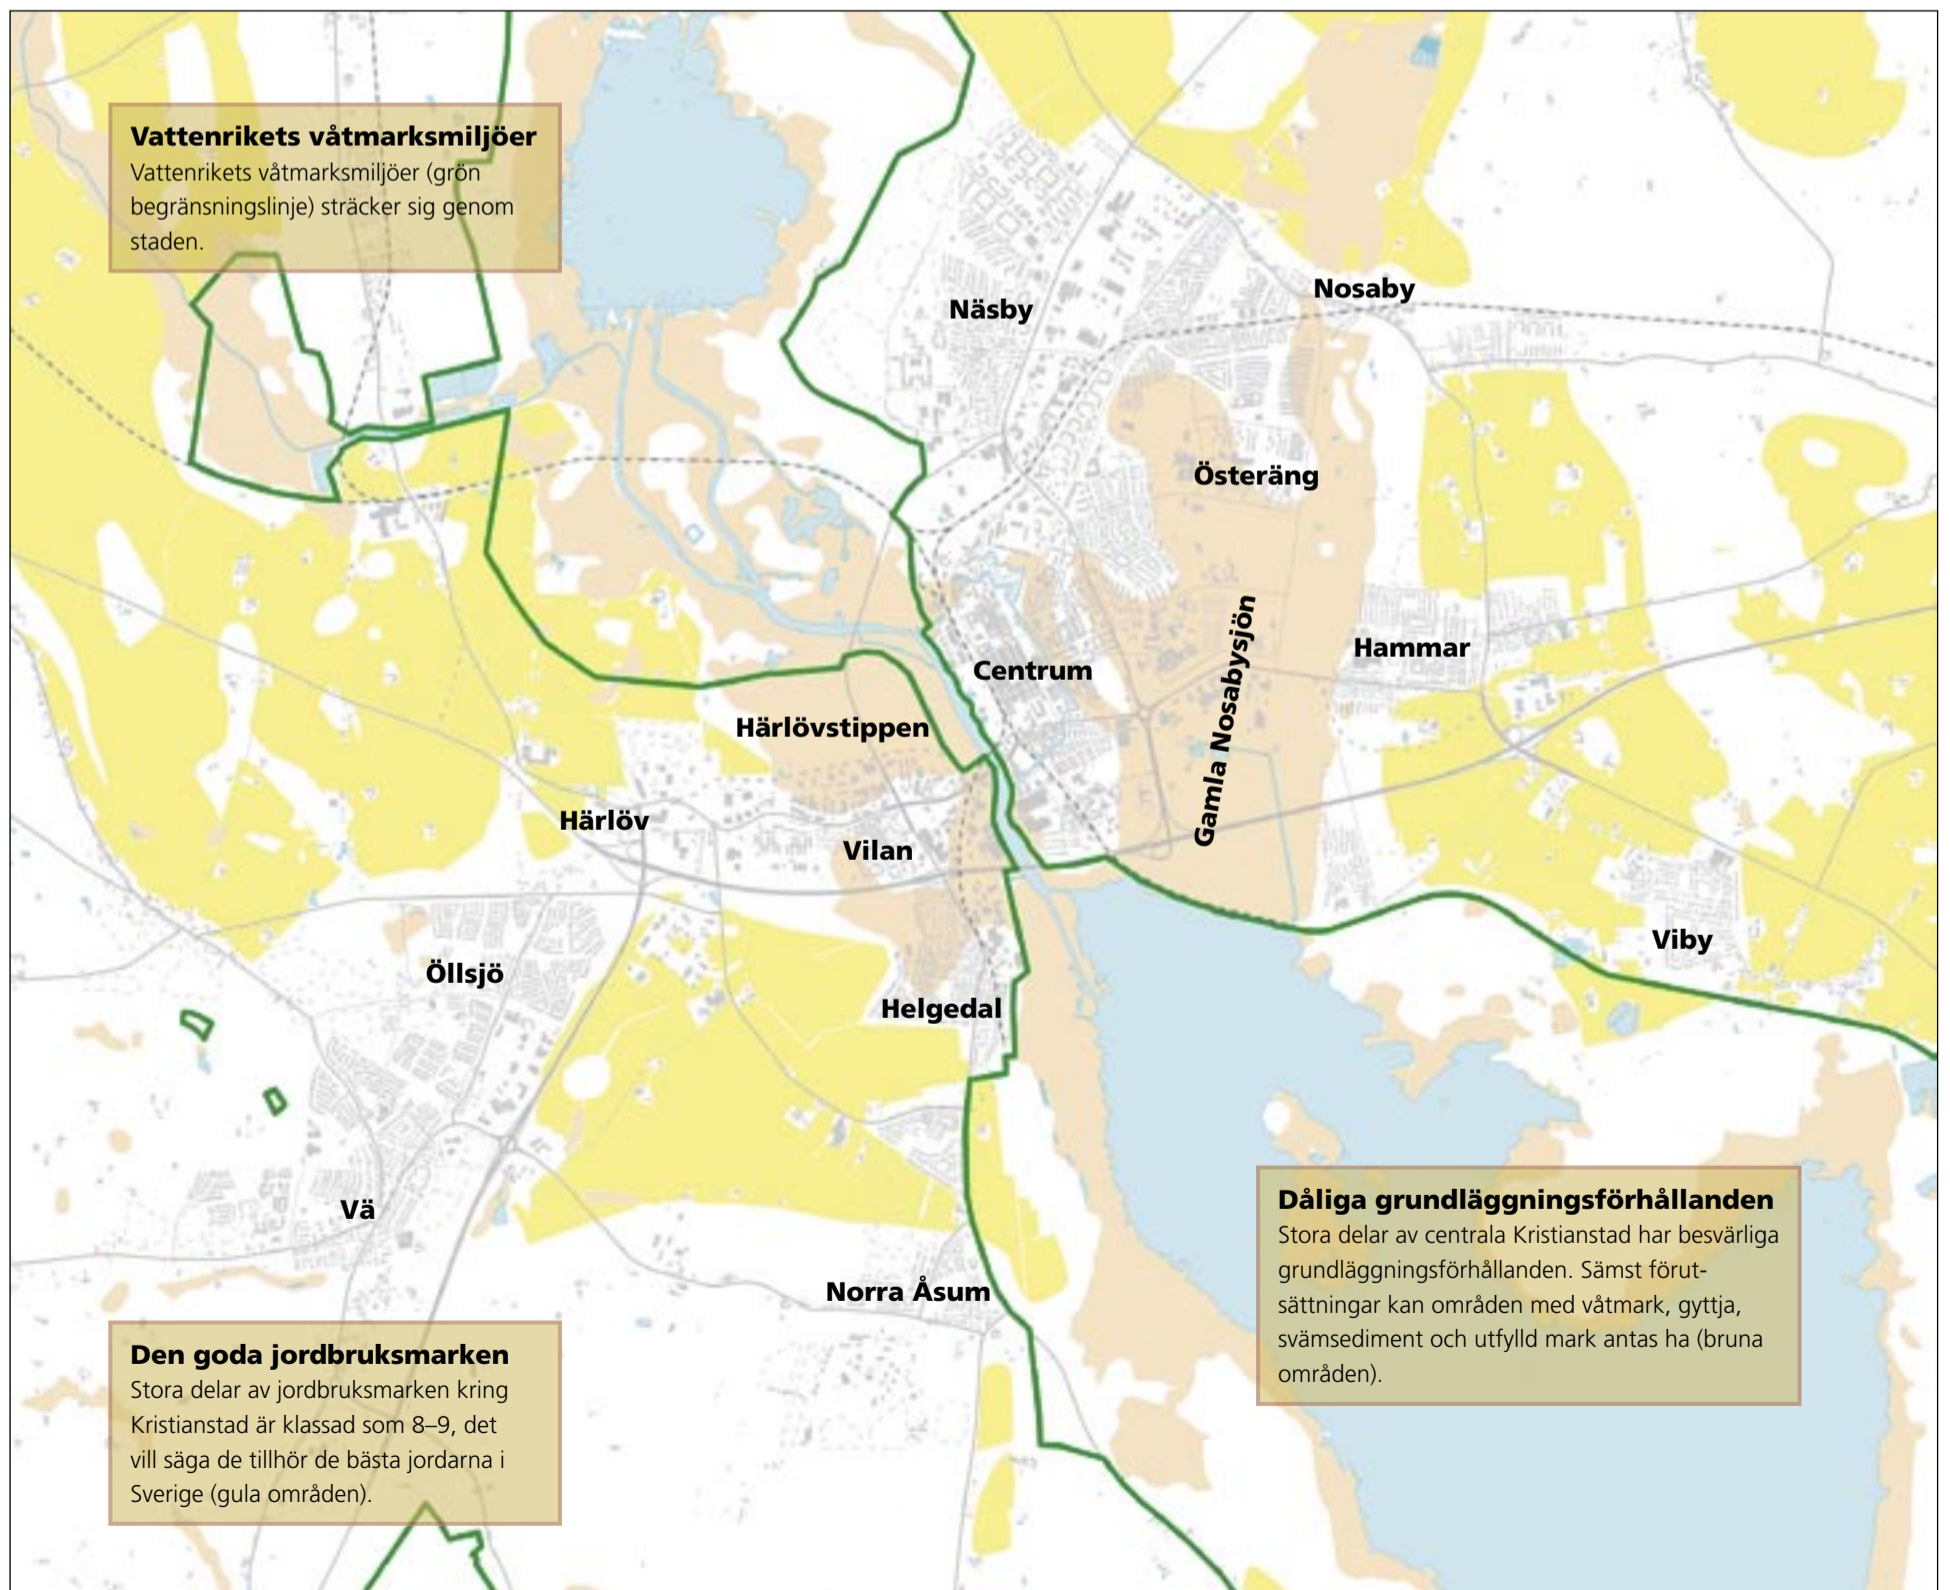 Vattenrikets våtmarksmiljöer
Vattenrikets våtmarksmiljöer (grön
begränsningslinje) sträcker sig genom
staden.
Nosaby
Näsby
Österäng
Gamla Nosabysjön
Hammar
Centrum
Härlövstippen
Härlöv
Vilan
Viby
Öllsjö
Helgedal
Vä
Norra Åsum
Dåliga grundläggningsförhållanden
Stora delar av centrala Kristianstad har besvärliga
grundläggningsförhållanden. Sämst förut-
sättningar kan områden med våtmark, gyttja,
svämsediment och utfylld mark antas ha (bruna
områden).
Den goda jordbruksmarken
Stora delar av jordbruksmarken kring
Kristianstad är klassad som 8–9, det
vill säga de tillhör de bästa jordarna i
Sverige (gula områden).